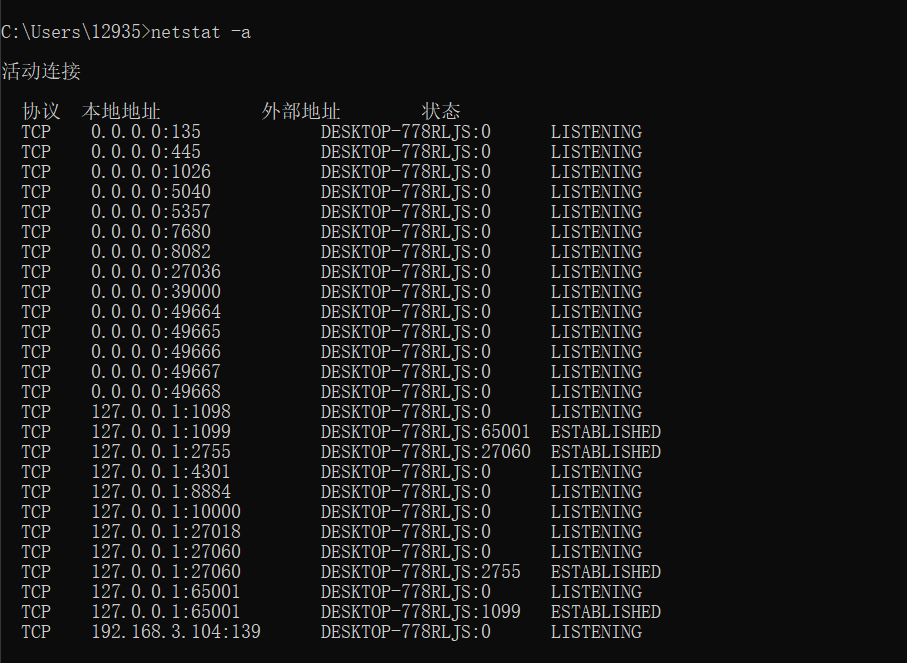 C:\Users\12935>netstat -a
活动连接
协议 本地地址 外部地址 状态
TCP 0.0.0.0:135 DESKTOP-778RLJS:0 LISTENING
TCP 0.0.0.0:445 DESKTOP-778RLJS:0 LISTENING
TCP 0.0.0.0:1026 DESKTOP-778RLJS:0 LISTENING
TCP 0.0.0.0:5040 DESKTOP-778RLJS:0 LISTENING
TCP 0.0.0.0:5357 DESKTOP-778RLJS:0 LISTENING
TCP 0.0.0.0:7680 DESKTOP-778RLJS:0 LISTENING
TCP 0.0.0.0:8082 DESKTOP-778RLJS:0 LISTENING
TCP 0.0.0.0:27036 DESKTOP-778RLJS:0 LISTENING
TCP 0.0.0.0:39000 DESKTOP-778RLJS:0 LISTENING
TCP 0.0.0.0:49664 DESKTOP-778RLJS:0 LISTENING
TCP 0.0.0.0:49665 DESKTOP-778RLJS:0 LISTENING
TCP 0.0.0.0:49666 DESKTOP-778RLJS:0 LISTENING
TCP 0.0.0.0:49667 DESKTOP-778RLJS:0 LISTENING
TCP 0.0.0.0:49668 DESKTOP-778RLJS:0 LISTENING
TCP 127.0.0.1:1098 DESKTOP-778RLJS:0 LISTENING
TCP 127.0.0.1:1099 DESKTOP-778RLJS:65001 ESTABLISHED
TCP 127.0.0.1:2755 DESKTOP-778RLJS:27060 ESTABLISHED
TCP 127.0.0.1:4301 DESKTOP-778RLJS:0 LISTENING
TCP 127.0.0.1:8884 DESKTOP-778RLJS:0 LISTENING
TCP 127.0.0.1:10000 DESKTOP-778RLJS:0 LISTENING
TCP 127.0.0.1:27018 DESKTOP-778RLJS:0 LISTENING
TCP 127.0.0.1:27060 DESKTOP-778RLJS:0 LISTENING
TCP 127.0.0.1:27060 DESKTOP-778RLJS:2755 ESTABLISHED
TCP 127.0.0.1:65001 DESKTOP-778RLJS:0 LISTENING
TCP 127.0.0.1:65001 DESKTOP-778RLJS:1099 ESTABLISHED
TCP 192.168.3.104:139 DESKTOP-778RLJS:0 LISTENING